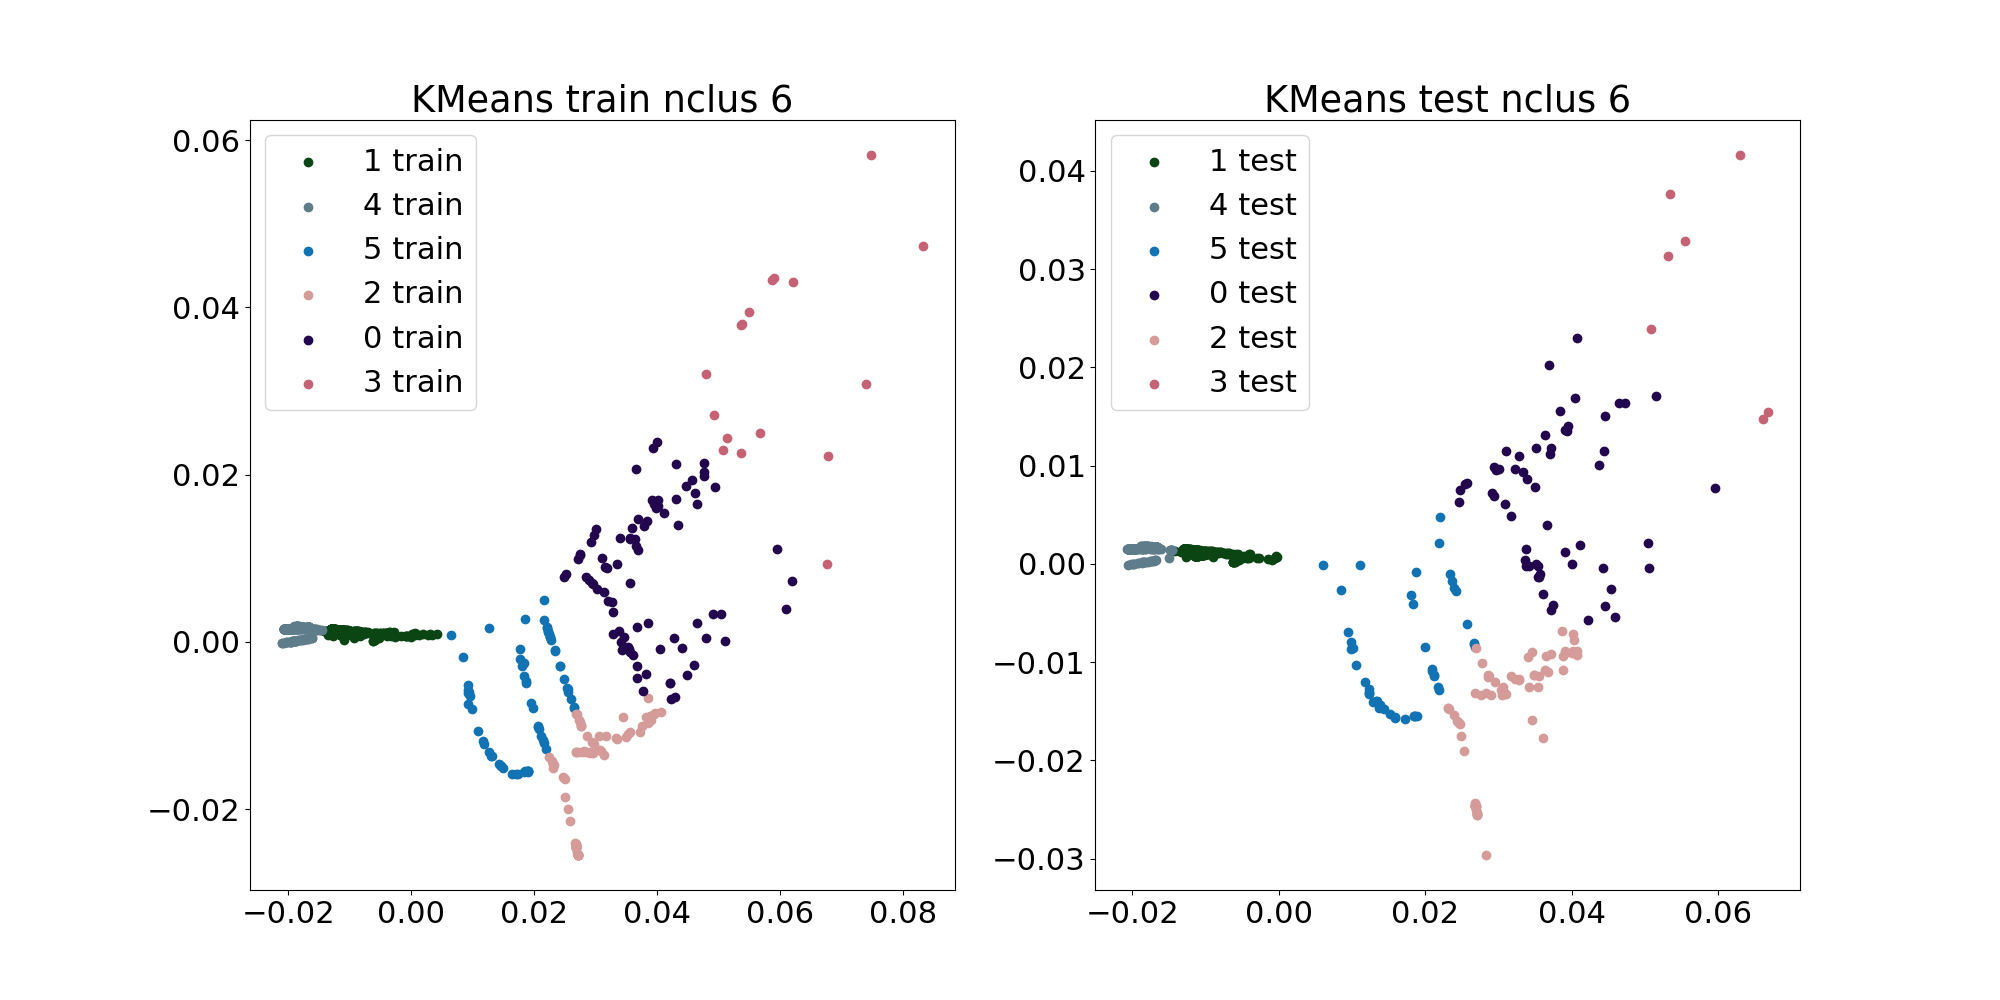 KMeans train nclus 6
0.06
0.04
0.02
0.00
−0.02
1 train
4 train
5 train
2 train
0 train
3 train
−0.02 0.00 0.02 0.04 0.06 0.08
KMeans test nclus 6
0.04
0.03
0.02
0.01
0.00
−0.01
−0.02
−0.03
1 test
4 test
5 test
0 test
2 test
3 test
−0.02 0.00 0.02 0.04 0.06